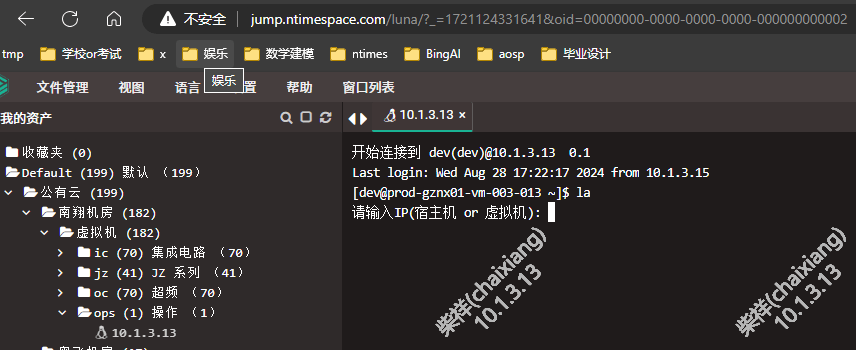 不安全 jump.ntimespace.com/luna/?_=1721124331641&oid=00000000-0000-0000-0000-000000000002
tmp 学校or考试 x 娱乐 数学建模 ntimes BingAI aosp 毕业设计
娱乐
文件管理 视图 语言 置 帮助 窗口列表
我的资产
10.1.3.13 ×
收藏夹 (0)
Default (199) 默认 （199）
公有云 (199)
南翔机房 (182)
虚拟机 (182)
ic (70) 集成电路 （70）
jz (41) JZ 系列 （41）
oc (70) 超频 （70）
ops (1) 操作 （1）
10.1.3.13
开始连接到 dev(dev)@10.1.3.13  0.1
Last login: Wed Aug 28 17:22:17 2024 from 10.1.3.15
[dev@prod-gznx01-vm-003-013 ~]$ la
请输入IP(宿主机 or 虚拟机):
柴祥(chaixiang)
10.1.3.13
柴祥(chaixiang)
10.1.3.13